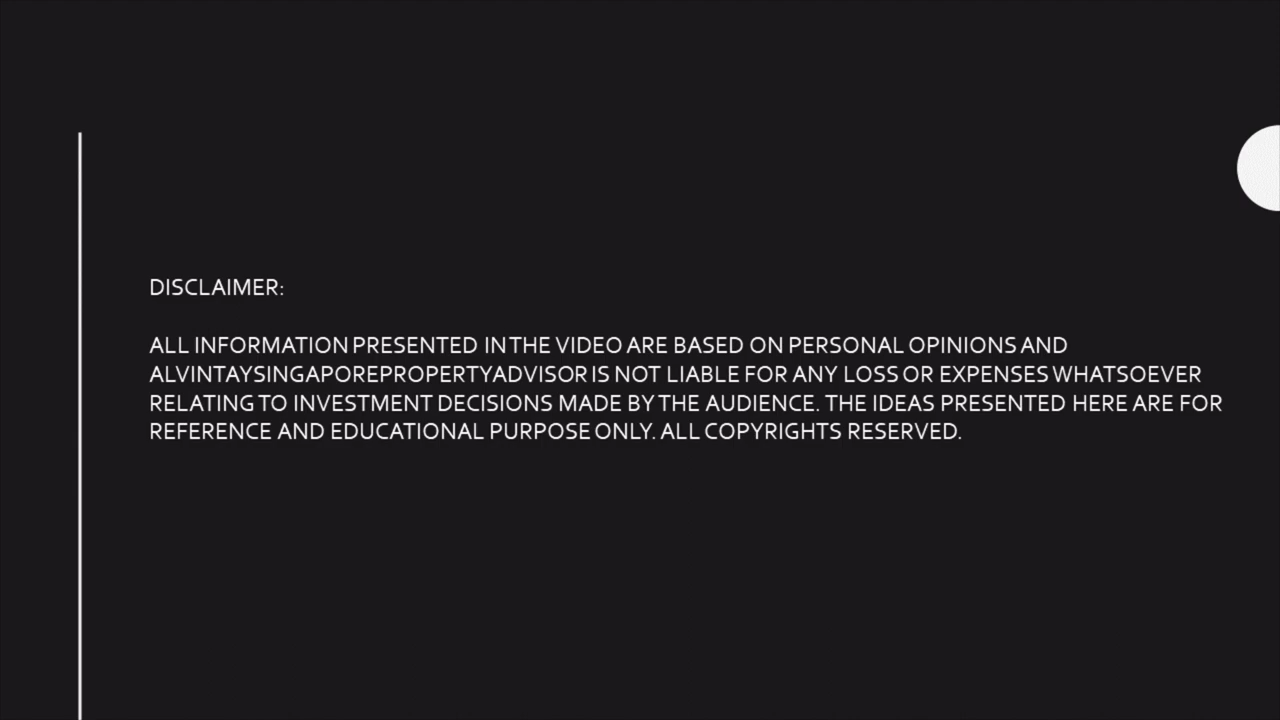 DISCLAIMER:
ALL INFORMATION PRESENTED IN THE VIDEO ARE BASED ON PERSONAL OPINIONS AND
ALVINTAYSINGAPOREPROPERTYADVISOR IS NOT LIABLE FOR ANY LOSS OR EXPENSES WHATSOEVER
RELATING TO INVESTMENT DECISIONS MADE BY THE AUDIENCE. THE IDEAS PRESENTED HERE ARE FOR
REFERENCE AND EDUCATIONAL PURPOSE ONLY. ALL COPYRIGHTS RESERVED.